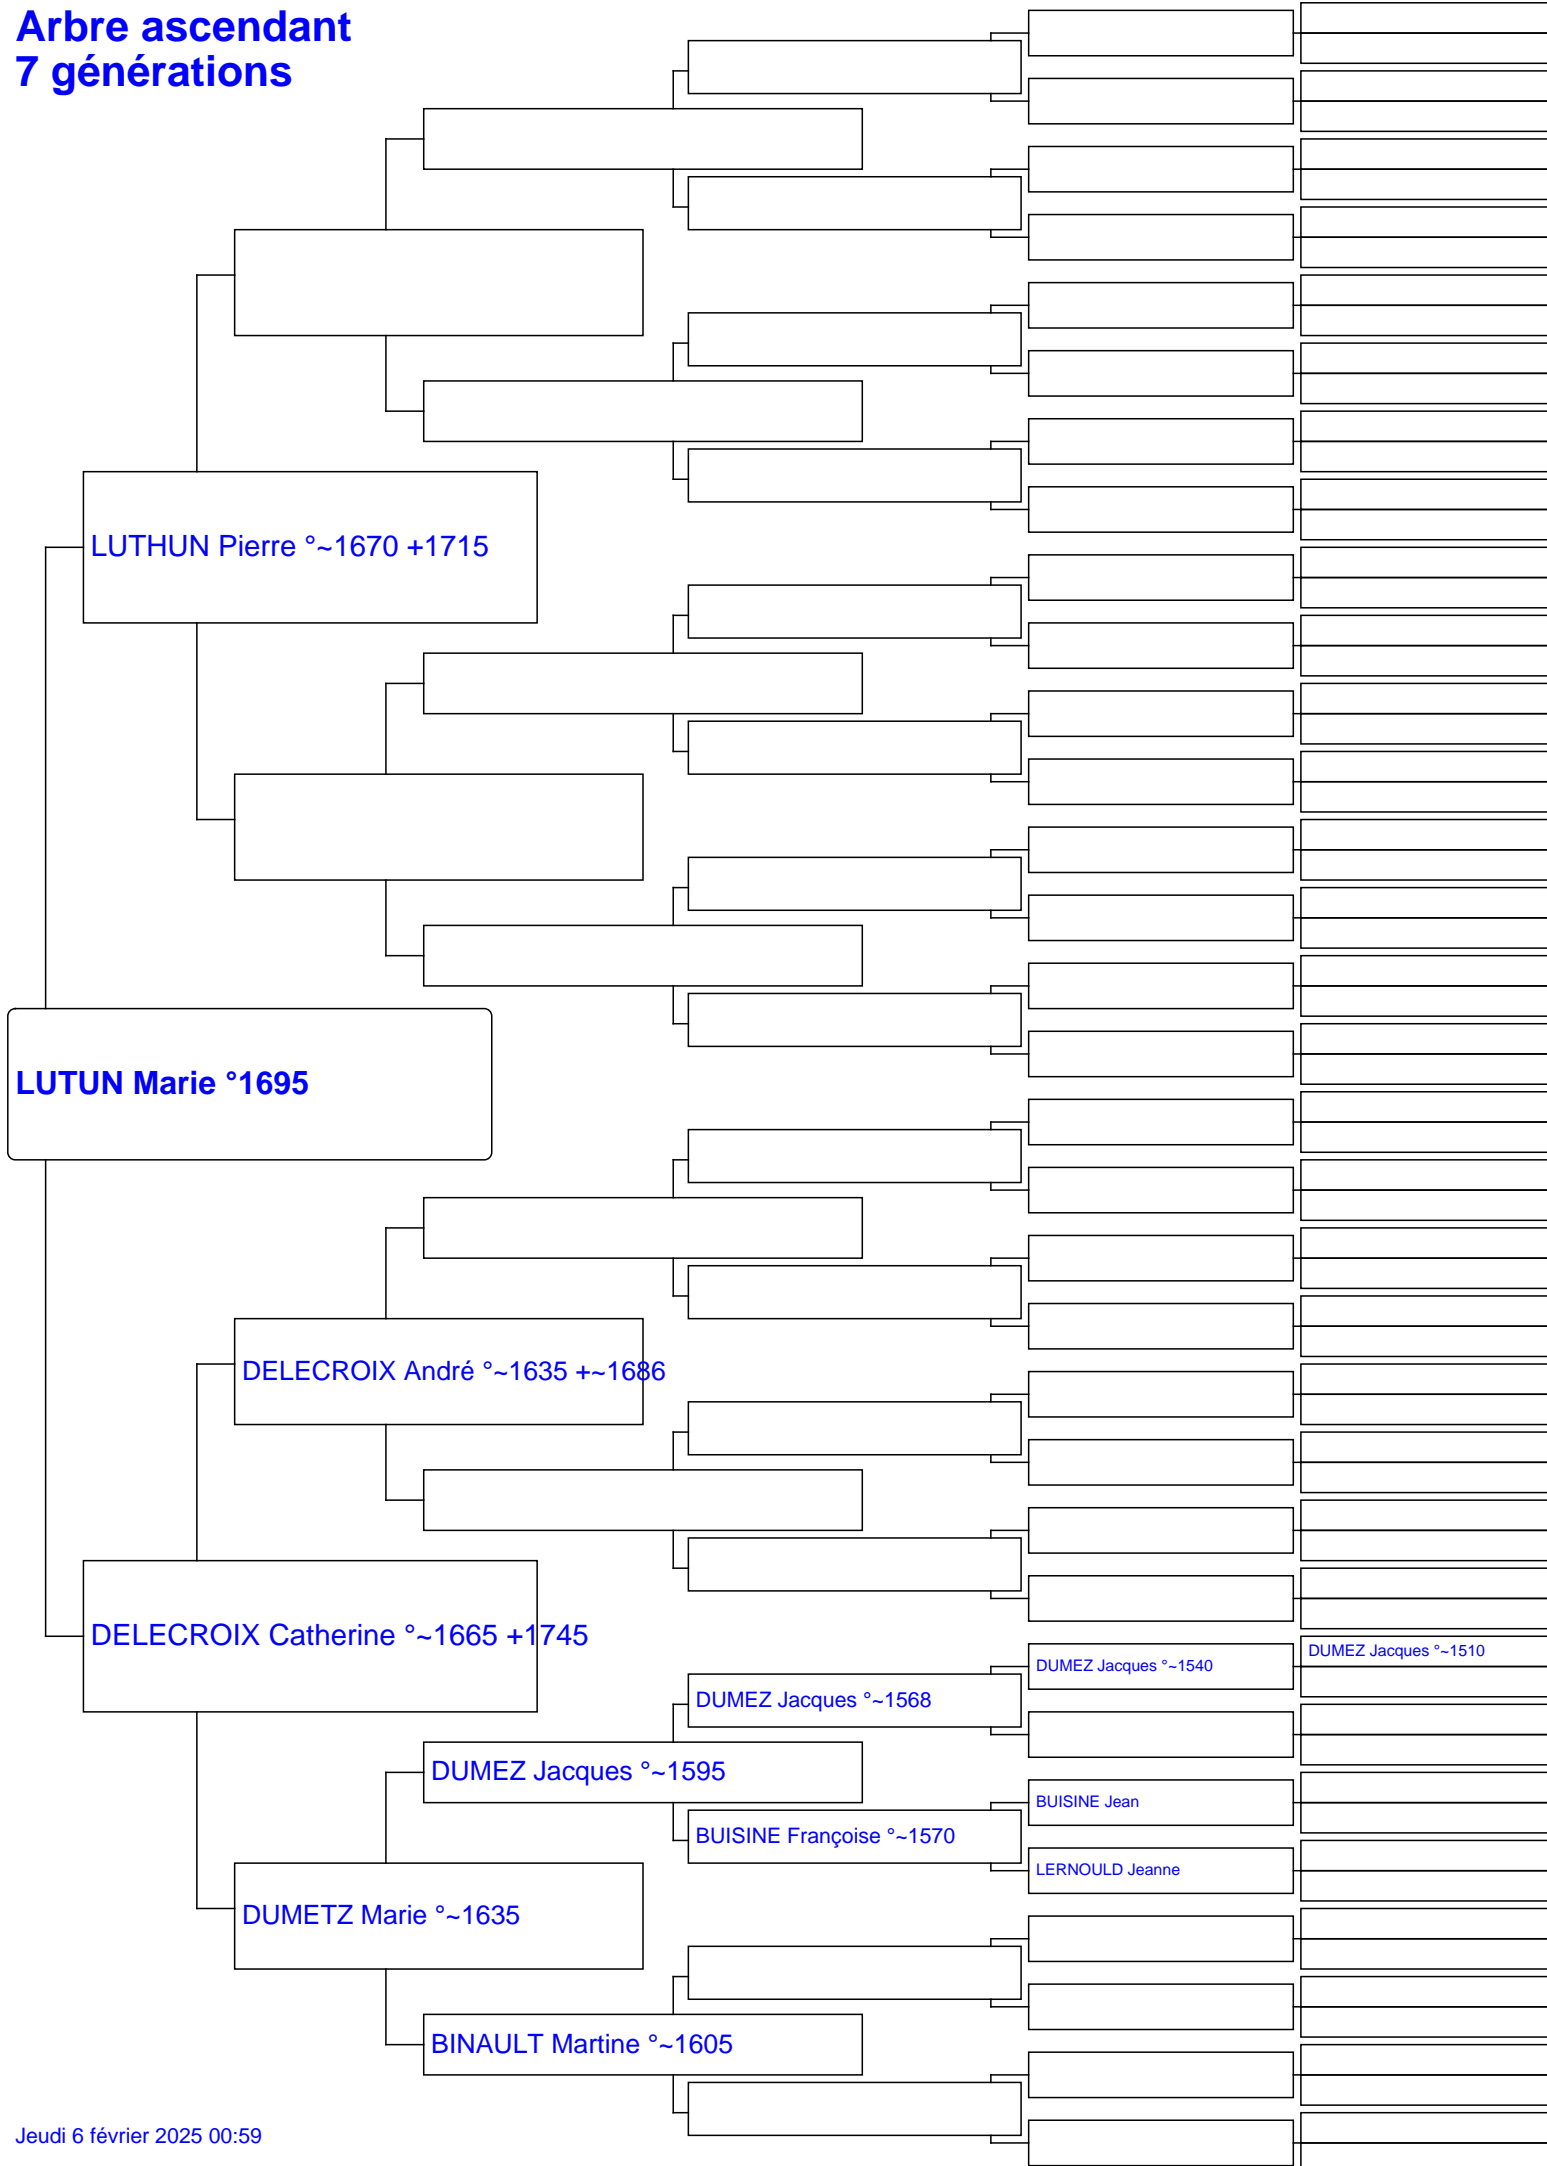 Arbre ascendant
7 générations
LUTHUN Pierre °~1670 +1715
LUTUN Marie °1695
DELECROIX André °~1635 +~1686
DELECROIX Catherine °~1665 +1745
DUMEZ Jacques °~1510
DUMEZ Jacques °~1540
DUMEZ Jacques °~1568
DUMEZ Jacques °~1595
BUISINE Jean
BUISINE Françoise °~1570
LERNOULD Jeanne
DUMETZ Marie °~1635
BINAULT Martine °~1605
Jeudi 6 février 2025 00:59